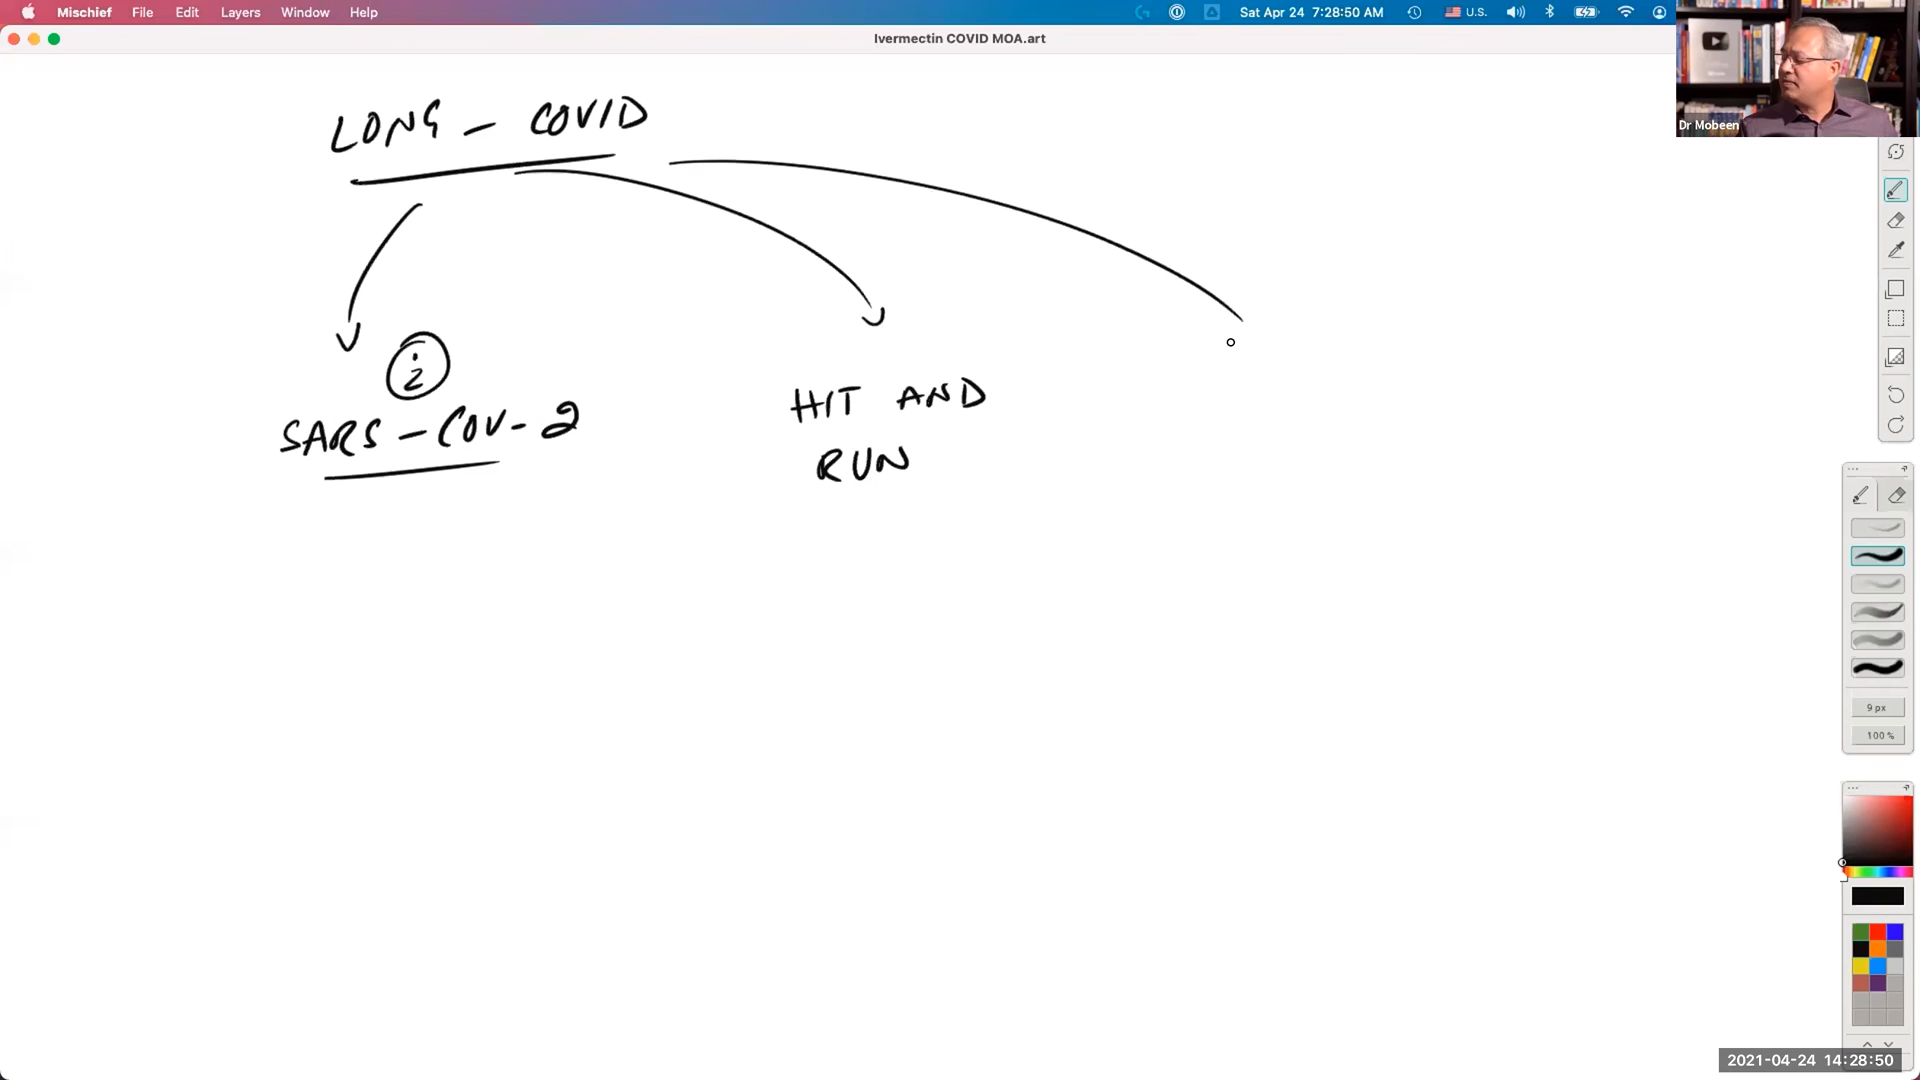 Mischief File Edit Layers Window Help
U.S. Sat Apr 24 7:28:50 AM
Ivermectin COVID MOA.art
Dr Mobeen
LONG - COVID
i
2
SARS - COV - 2
HIT AND
RUN
9 px
100 %
2021-04-24 14:28:50